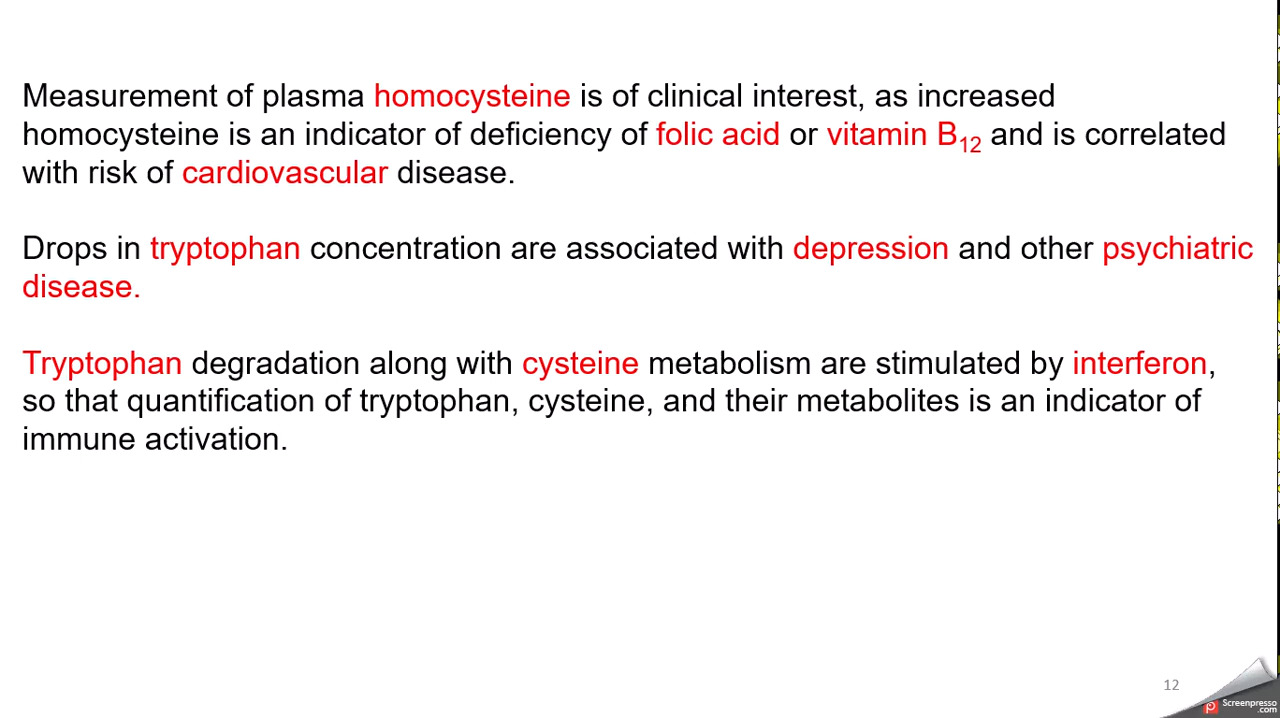 Measurement of plasma homocysteine is of clinical interest, as increased
homocysteine is an indicator of deficiency of folic acid or vitamin B12 and is correlated
with risk of cardiovascular disease.
Drops in tryptophan concentration are associated with depression and other psychiatric
disease.
Tryptophan degradation along with cysteine metabolism are stimulated by interferon,
so that quantification of tryptophan, cysteine, and their metabolites is an indicator of
immune activation.
12
Screenpresso
.com